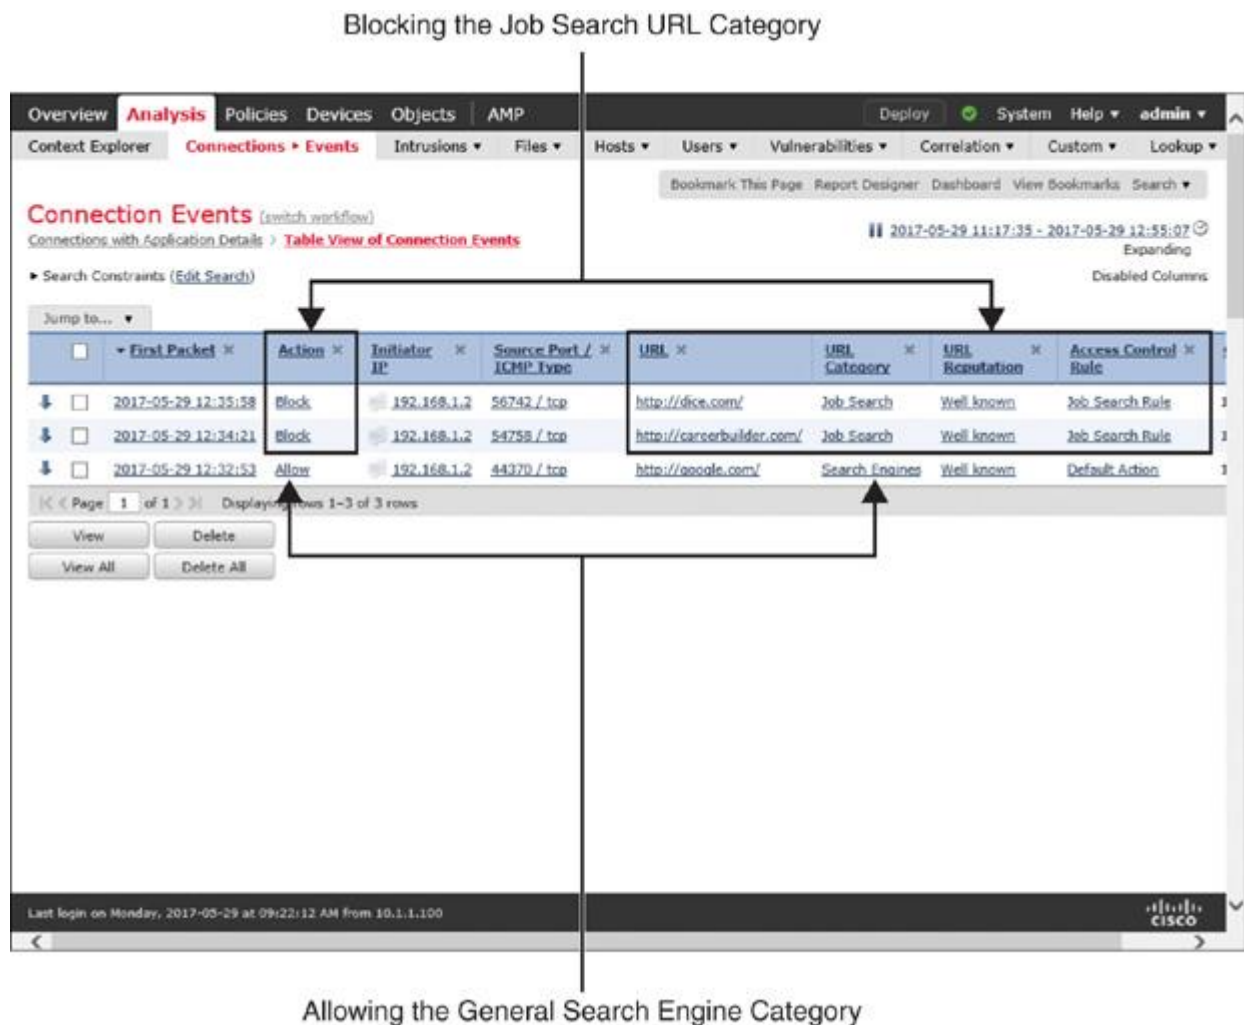 Blocking the Job Search URL Category
Overview Analysis Policies Devices Objects AMP Deploy System Help admin
Context Explorer Connections Events Intrusions Files Hosts Users Vulnerabilities Correlation Custom Lookup
Bookmark This Page Report Designer Dashboard View Bookmarks Search
Connection Events (switch workflow)
2017-05-29 11:17:35 - 2017-05-29 12:55:07
Connections with Application Details > Table View of Connection Events
Expanding
Search Constraints (Edit Search)
Disabled Columns
Jump to...
First Packet Action Initiator IP Source Port / ICMP Type URL URL Category URL Reputation Access Control Rule
2017-05-29 12:35:58 Block 192.168.1.2 56742 / tcp http://dice.com/ Job Search Well known Job Search Rule
2017-05-29 12:34:21 Block 192.168.1.2 54758 / tcp http://careerbuilder.com/ Job Search Well known Job Search Rule
2017-05-29 12:32:53 Allow 192.168.1.2 44370 / tcp http://google.com/ Search Engines Well known Default Action
Page 1 of 1 Displaying rows 1–3 of 3 rows
View Delete
View All Delete All
Last login on Monday, 2017-05-29 at 09:22:12 AM from 10.1.1.100
CISCO
Allowing the General Search Engine Category